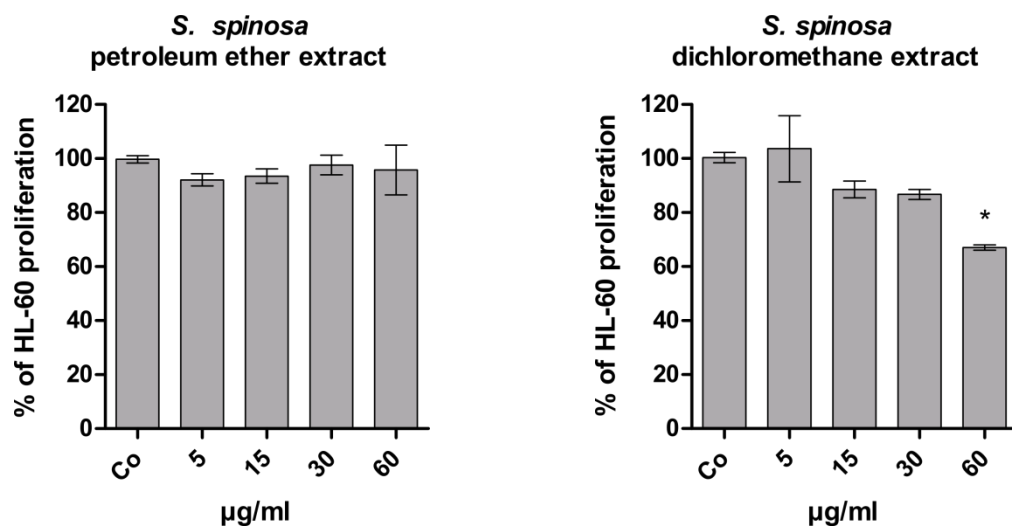 S. spinosa
petroleum ether extract
% of HL-60 proliferation
120
100
80
60
40
20
0
Co 5 15 30 60
µg/ml
S. spinosa
dichloromethane extract
% of HL-60 proliferation
120
100
80
60
40
20
0
*
Co 5 15 30 60
µg/ml